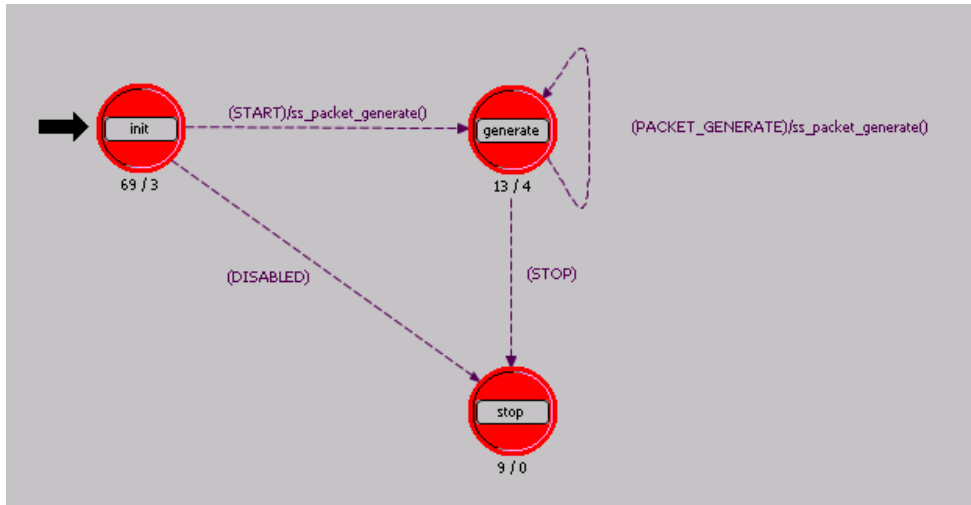 (START)/ss_packet_generate()
init
generate
(PACKET_GENERATE)/ss_packet_generate()
69 / 3
13 / 4
(DISABLED)
(STOP)
stop
9 / 0